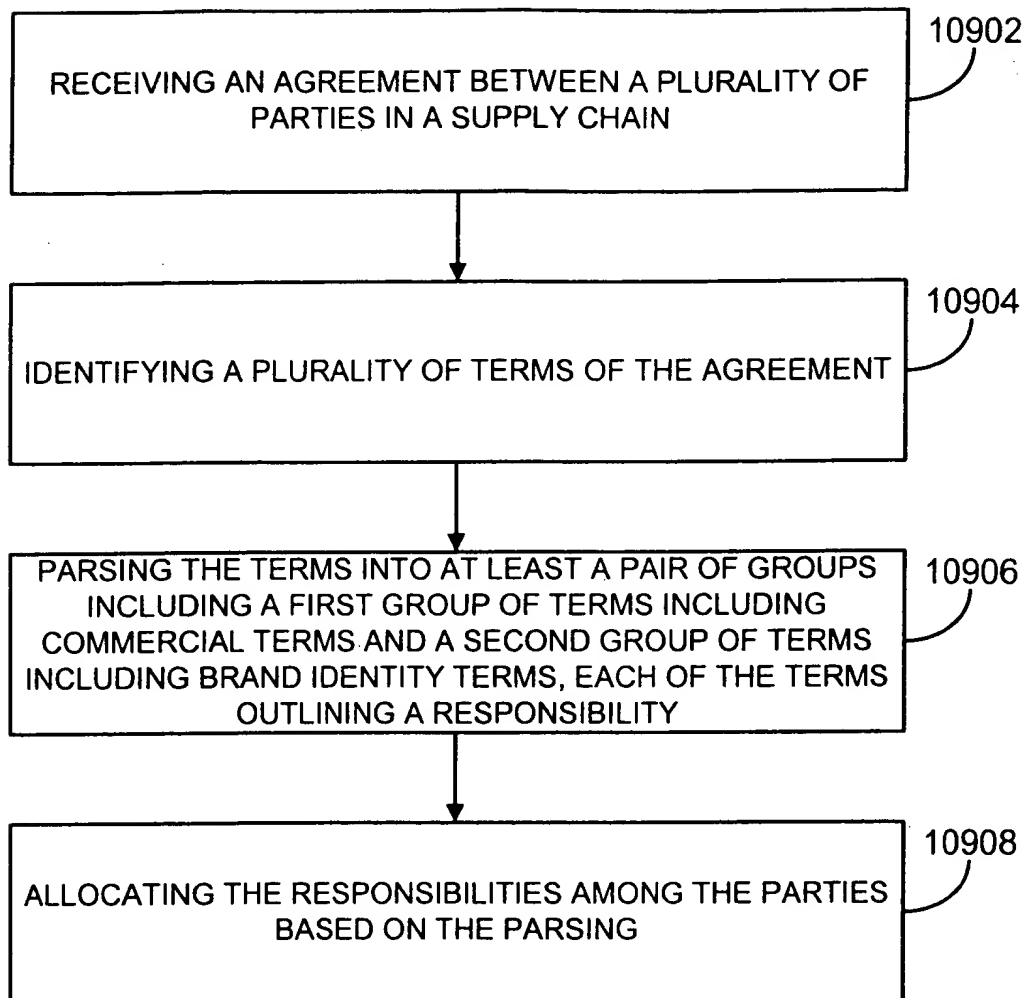 10902
RECEIVING AN AGREEMENT BETWEEN A PLURALITY OF
PARTIES IN A SUPPLY CHAIN
10904
IDENTIFYING A PLURALITY OF TERMS OF THE AGREEMENT
10906
PARSING THE TERMS INTO AT LEAST A PAIR OF GROUPS
INCLUDING A FIRST GROUP OF TERMS INCLUDING
COMMERCIAL TERMS AND A SECOND GROUP OF TERMS
INCLUDING BRAND IDENTITY TERMS, EACH OF THE TERMS
OUTLINING A RESPONSIBILITY
10908
ALLOCATING THE RESPONSIBILITIES AMONG THE PARTIES
BASED ON THE PARSING